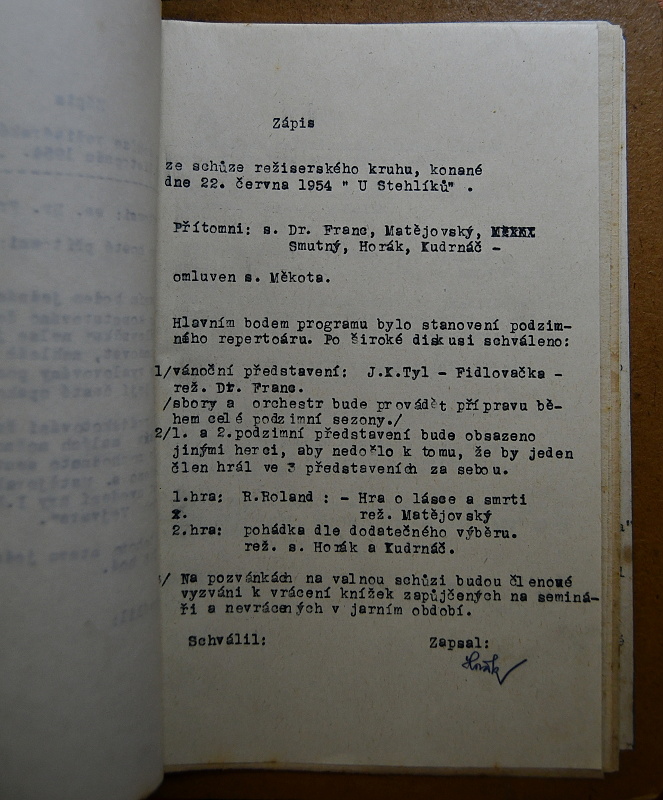 Zápis
ze schůze režiserského kruhu, konané
dne 22. června 1954 " U Stehlíků" .
Přítomni: s. Dr. Franc, Matějovský,
Smutný, Horák, Kudrnáč -
omluven s. Měkota.
Hlavním bodem programu bylo stanovení podzim-
ného repertoáru. Po široké diskusi schváleno:
1/vánoční představení: J.K.Tyl - Fidlovačka -
rež. Dr. Franc.
/sbory a orchestr bude provádět přípravu bě-
hem celé podzimní sezony./
2/1. a 2.podzimní představení bude obsazeno
jinými herci, aby nedošlo k tomu, že by jeden
člen hrál ve 3 představeních za sebou.
1.hra: R.Roland : - Hra o lásce a smrti
rež. Matějovský
2.hra: pohádka dle dodatečného výběru.
rež. s. Horák a Kudrnáč.
/ Na pozvánkách na valnou schůzi budou členové
vyzváni k vrácení knížek zapůjčených na seminá-
ři a nevrácených v jarním období.
Schválil: Zapsal:
Horák